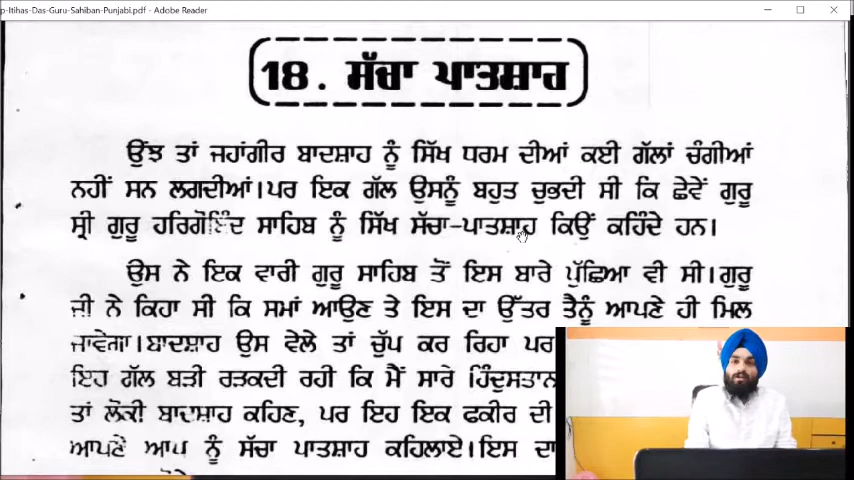 p-Itihas-Das-Guru-Sahiban-Punjabi.pdf - Adobe Reader
18. ਸੱਚਾ ਪਾਤਸ਼ਾਹ
ਉਂਝ ਤਾਂ ਜਹਾਂਗੀਰ ਬਾਦਸ਼ਾਹ ਨੂੰ ਸਿੱਖ ਧਰਮ ਦੀਆਂ ਕਈ ਗੱਲਾਂ ਚੰਗੀਆਂ
ਨਹੀਂ ਸਨ ਲਗਦੀਆਂ।ਪਰ ਇਕ ਗੱਲ ਉਸਨੂੰ ਬਹੁਤ ਚੁਭਦੀ ਸੀ ਕਿ ਛੇਵੇਂ ਗੁਰੂ
ਸ੍ਰੀ ਗੁਰੂ ਹਰਿਗੋਬਿੰਦ ਸਾਹਿਬ ਨੂੰ ਸਿੱਖ ਸੱਚਾ-ਪਾਤਸ਼ਾਹ ਕਿਉਂ ਕਹਿੰਦੇ ਹਨ।
ਉਸ ਨੇ ਇਕ ਵਾਰੀ ਗੁਰੂ ਸਾਹਿਬ ਤੋਂ ਇਸ ਬਾਰੇ ਪੁੱਛਿਆ ਵੀ ਸੀ।ਗੁਰੂ
ਜੀ ਨੇ ਕਿਹਾ ਸੀ ਕਿ ਸਮਾਂ ਆਉਣ ਤੇ ਇਸ ਦਾ ਉੱਤਰ ਤੈਨੂੰ ਆਪਣੇ ਹੀ ਮਿਲ
ਜਾਵੇਗਾ।ਬਾਦਸ਼ਾਹ ਉਸ ਵੇਲੇ ਤਾਂ ਚੁੱਪ ਕਰ ਰਿਹਾ ਪਰ
ਇਹ ਗੱਲ ਬੜੀ ਰੜਕਦੀ ਰਹੀ ਕਿ ਮੈਂ ਸਾਰੇ ਹਿੰਦੁਸਤਾਨ
ਤਾਂ ਲੋਕੀ ਬਾਦਸ਼ਾਹ ਕਹਿਣ, ਪਰ ਇਹ ਇਕ ਫਕੀਰ ਦੀ
ਆਪਣੇ ਆਪ ਨੂੰ ਸੱਚਾ ਪਾਤਸ਼ਾਹ ਕਹਿਲਾਏ।ਇਸ ਦਾ